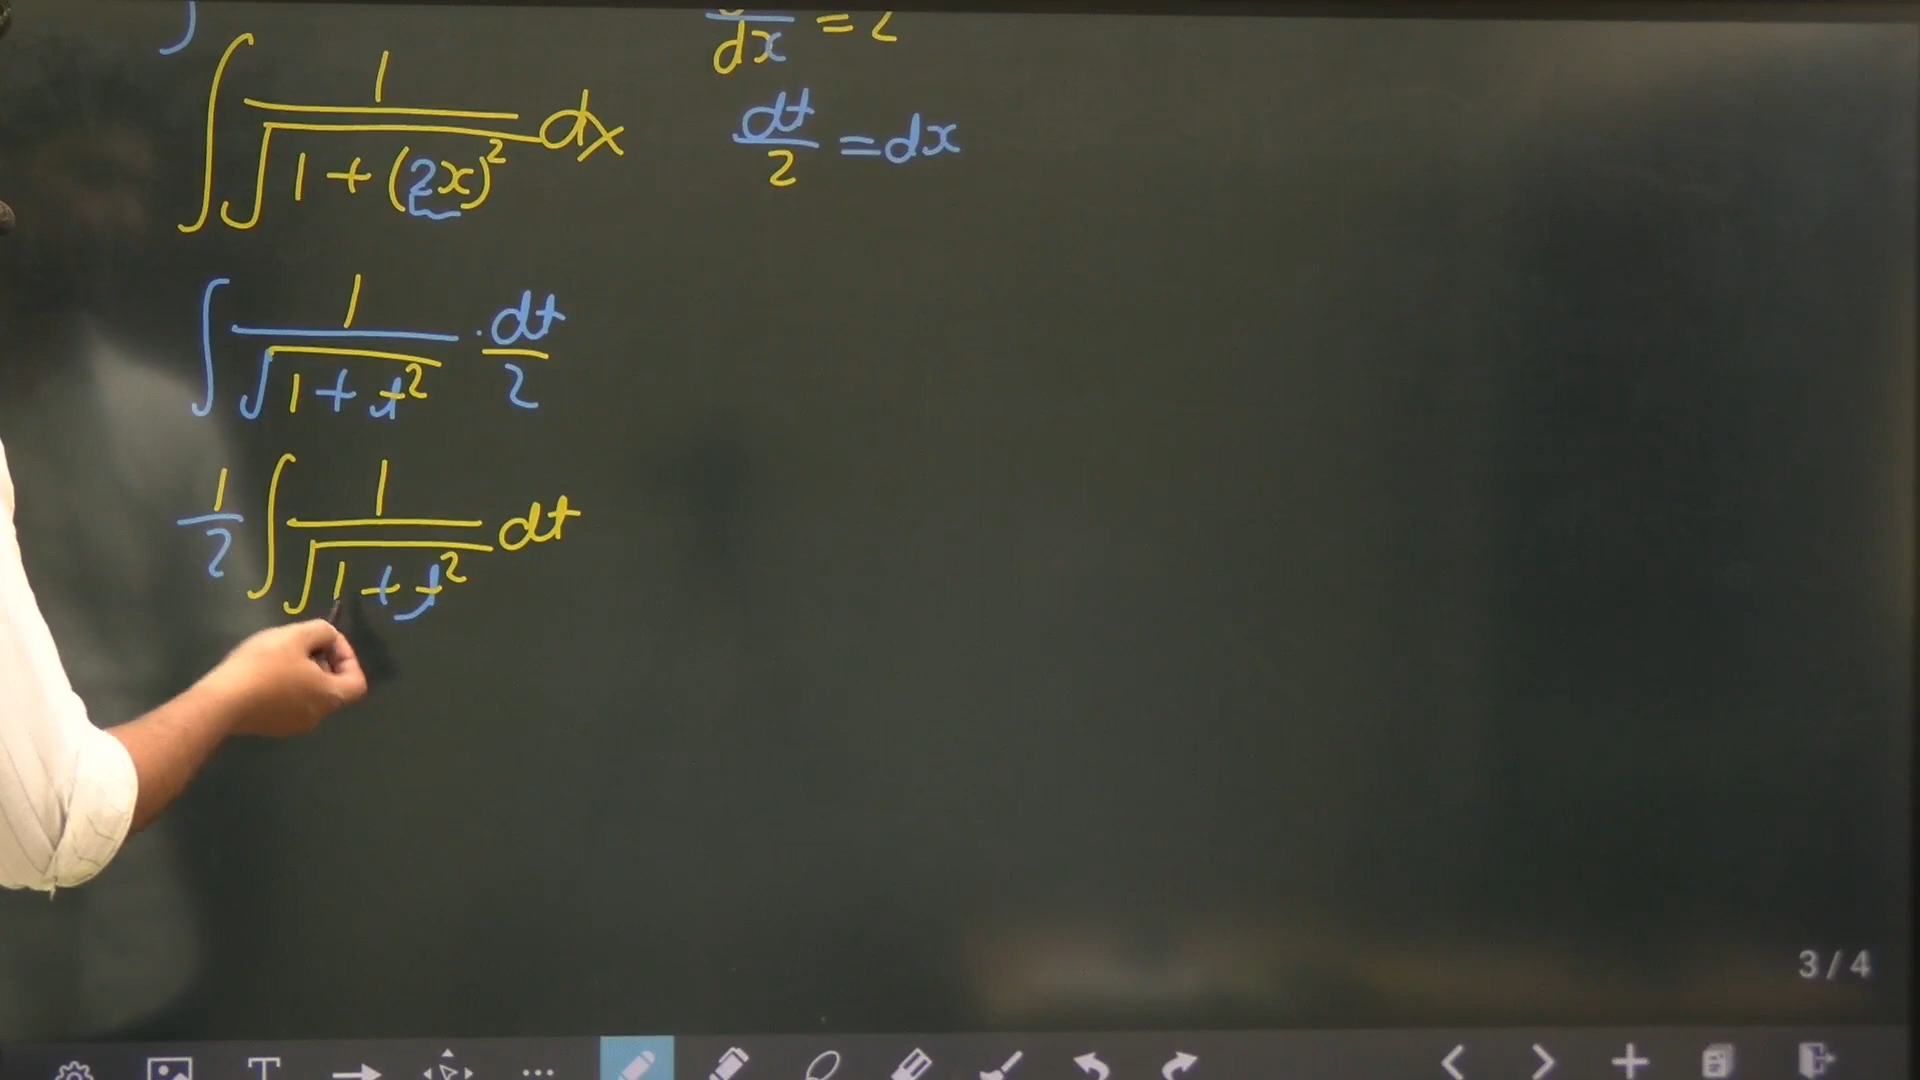 dx = 2
∫ 1/√(1 + (2x)²) dx
dt/2 = dx
∫ 1/√(1 + t²) · dt/2
1/2 ∫ 1/√(1 + t²) dt
3 / 4
T